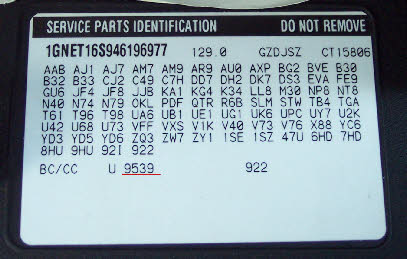 SERVICE PARTS IDENTIFICATION DO NOT REMOVE
1GNET16S946196977 129.0 GZDJSZ CT15806
AAB AJ1 AJ7 AM7 AM9 AR9 AU0 AXP BG2 BVE B30
B32 B33 CJ2 C49 C7H DD7 DH2 DK7 DS3 EVA FE9
GU6 JF4 JF8 JJB KA1 KG4 K34 LL8 M30 NP8 NT8
N40 N74 N79 OKL PDF QTR R6B SLM STW TB4 TGA
T61 T96 T98 UA6 UB1 UE1 UG1 UK6 UPC UY7 U2K
U42 U68 U73 VFF VXS V1K V40 V73 V76 X88 YC6
YD3 YD5 YD6 ZQ3 ZW7 ZY1 1SE 1SZ 47U 6HD 7HD
8HU 9HU 92I 922
BC/CC U 9539 922